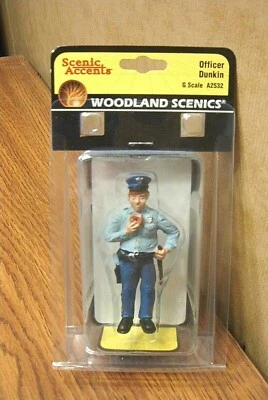 Scenic
Accents®
Officer
Dunkin
G Scale A2532
WOODLAND SCENICS®